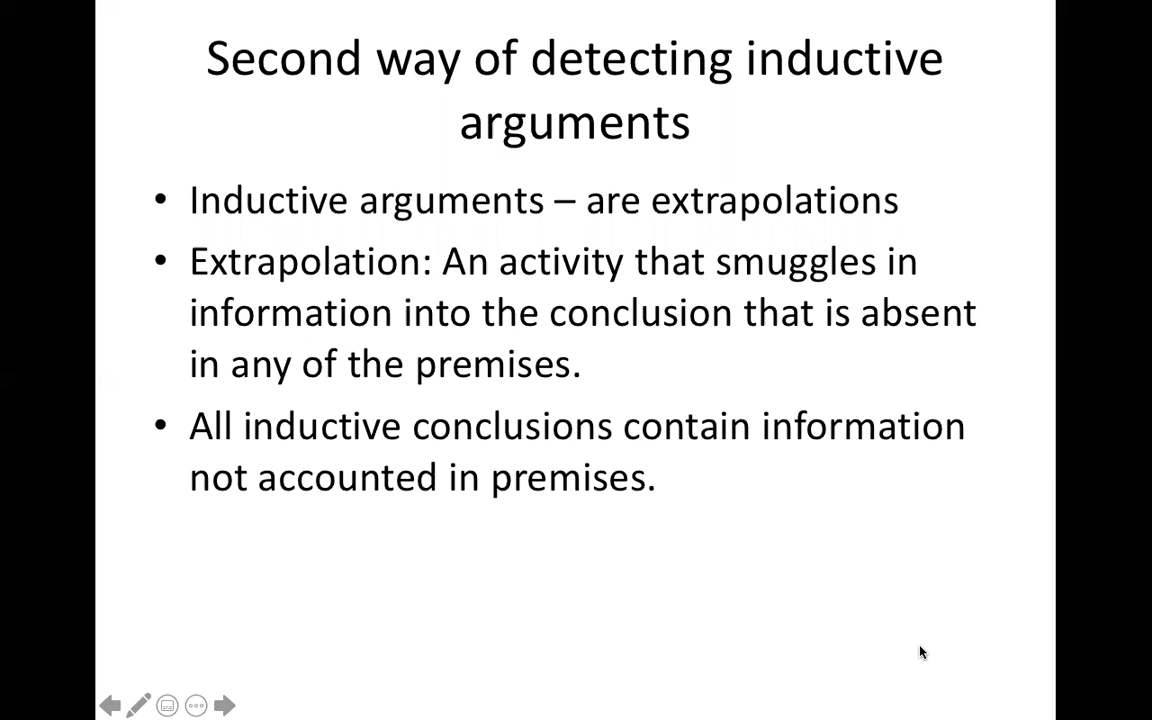 Second way of detecting inductive
arguments
• Inductive arguments – are extrapolations
• Extrapolation: An activity that smuggles in
information into the conclusion that is absent
in any of the premises.
• All inductive conclusions contain information
not accounted in premises.